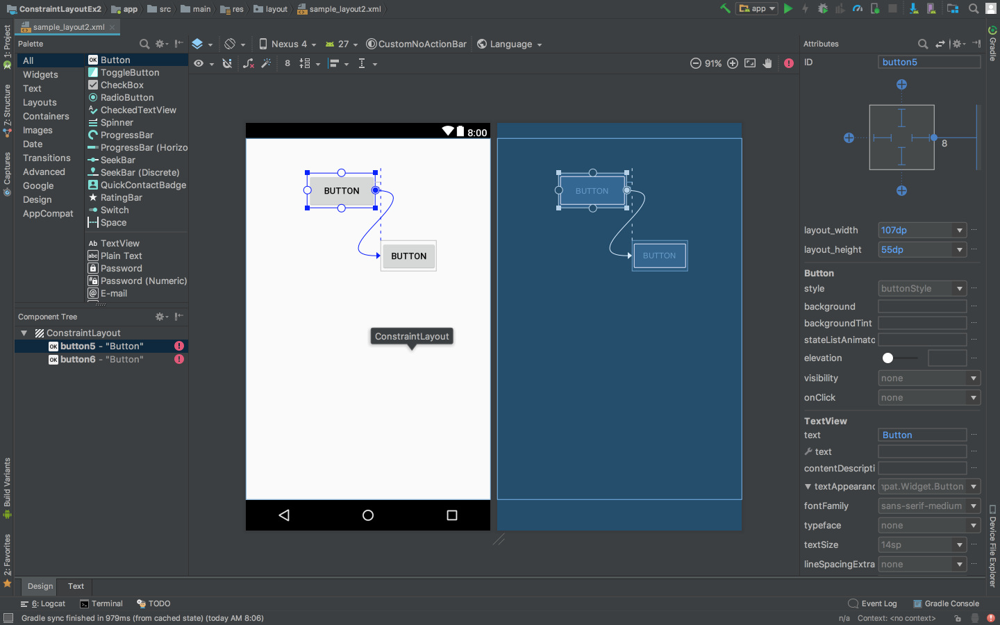 ConstraintLayoutEx2 app src main res layout sample_layout2.xml
app
sample_layout2.xml
1: Project
7: Structure
Captures
Build Variants
2: Favorites
Palette
All
Widgets
Text
Layouts
Containers
Images
Date
Transitions
Advanced
Google
Design
AppCompat
OK Button
ToggleButton
CheckBox
RadioButton
CheckedTextView
Spinner
ProgressBar
ProgressBar (Horizo
SeekBar
SeekBar (Discrete)
QuickContactBadge
RatingBar
Switch
Space
Ab TextView
abc Plain Text
Password
Password (Numeric)
@ E-mail
Component Tree
ConstraintLayout
OK button5 - "Button"
OK button6 - "Button"
Nexus 4
27
CustomNoActionBar
Language
8
91%
8:00
BUTTON
BUTTON
ConstraintLayout
BUTTON
BUTTON
Attributes
ID button5
8
layout_width 107dp
layout_height 55dp
Button
style buttonStyle
background
backgroundTint
stateListAnimato
elevation
visibility none
onClick none
TextView
text Button
text
contentDescripti
textAppearanc npat.Widget.Button
fontFamily sans-serif-medium
typeface none
textSize 14sp
lineSpacingExtra none
Gradle
Device File Explorer
Design Text
6: Logcat Terminal TODO Event Log Gradle Console
Gradle sync finished in 979ms (from cached state) (today AM 8:06) n/a Context: <no context>